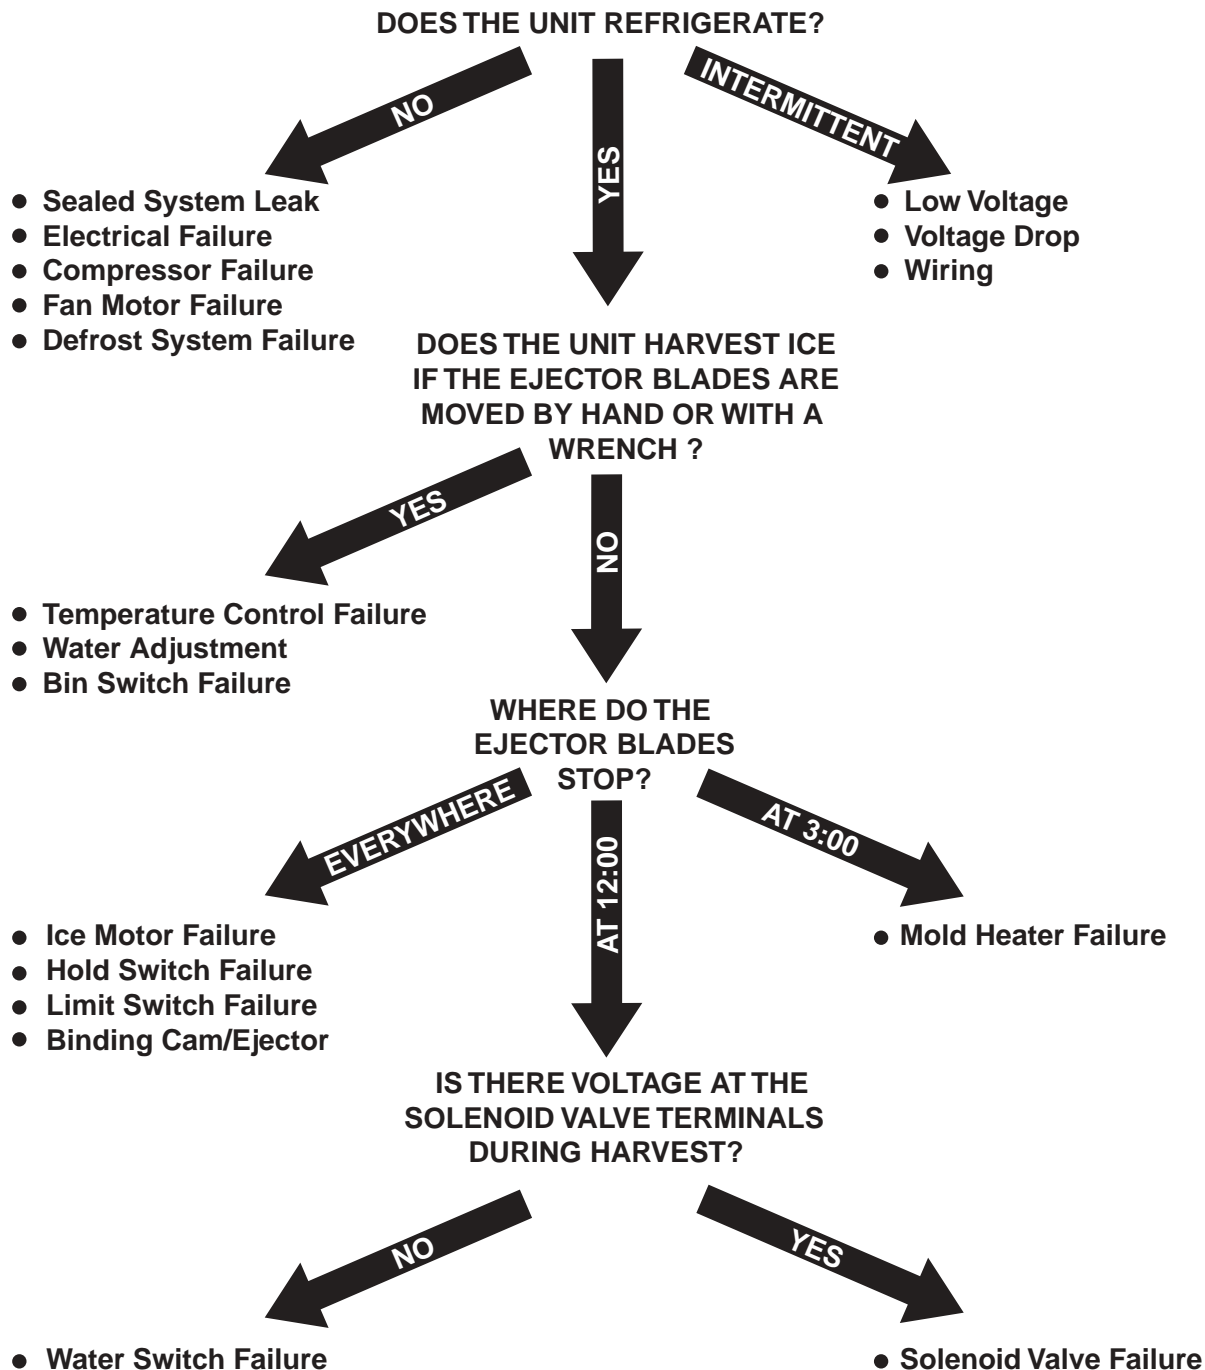 DOES THE UNIT REFRIGERATE?
NO
YES
INTERMITTENT
● Sealed System Leak
● Electrical Failure
● Compressor Failure
● Fan Motor Failure
● Defrost System Failure
● Low Voltage
● Voltage Drop
● Wiring
DOES THE UNIT HARVEST ICE
IF THE EJECTOR BLADES ARE
MOVED BY HAND OR WITH A
WRENCH ?
YES
NO
● Temperature Control Failure
● Water Adjustment
● Bin Switch Failure
WHERE DO THE
EJECTOR BLADES
STOP?
EVERYWHERE
AT 12:00
AT 3:00
● Ice Motor Failure
● Hold Switch Failure
● Limit Switch Failure
● Binding Cam/Ejector
● Mold Heater Failure
IS THERE VOLTAGE AT THE
SOLENOID VALVE TERMINALS
DURING HARVEST?
NO
YES
● Water Switch Failure
● Solenoid Valve Failure